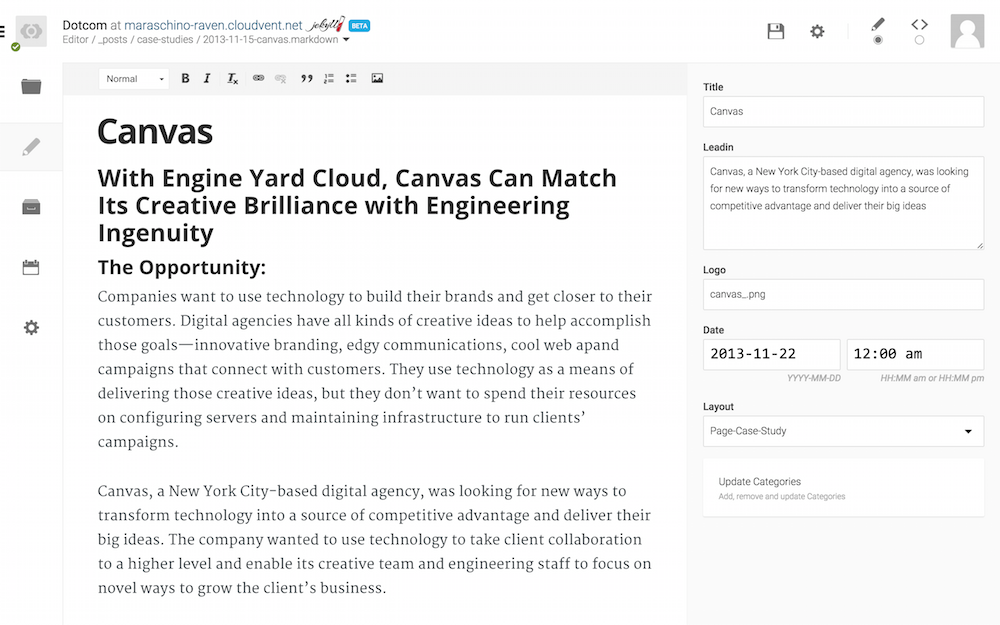 Dotcom at maraschino-raven.cloudvent.net jekyll BETA
Editor / _posts / case-studies / 2013-11-15-canvas.markdown
Normal B I Tx
Canvas
With Engine Yard Cloud, Canvas Can Match
Its Creative Brilliance with Engineering
Ingenuity
The Opportunity:
Companies want to use technology to build their brands and get closer to their
customers. Digital agencies have all kinds of creative ideas to help accomplish
those goals—innovative branding, edgy communications, cool web apand
campaigns that connect with customers. They use technology as a means of
delivering those creative ideas, but they don’t want to spend their resources
on configuring servers and maintaining infrastructure to run clients’
campaigns.
Canvas, a New York City-based digital agency, was looking for new ways to
transform technology into a source of competitive advantage and deliver their
big ideas. The company wanted to use technology to take client collaboration
to a higher level and enable its creative team and engineering staff to focus on
novel ways to grow the client’s business.
Title
Canvas
Leadin
Canvas, a New York City-based digital agency, was looking
for new ways to transform technology into a source of
competitive advantage and deliver their big ideas
Logo
canvas_.png
Date
2013-11-22 12:00 am
YYYY-MM-DD HH:MM am or HH:MM pm
Layout
Page-Case-Study
Update Categories
Add, remove and update Categories